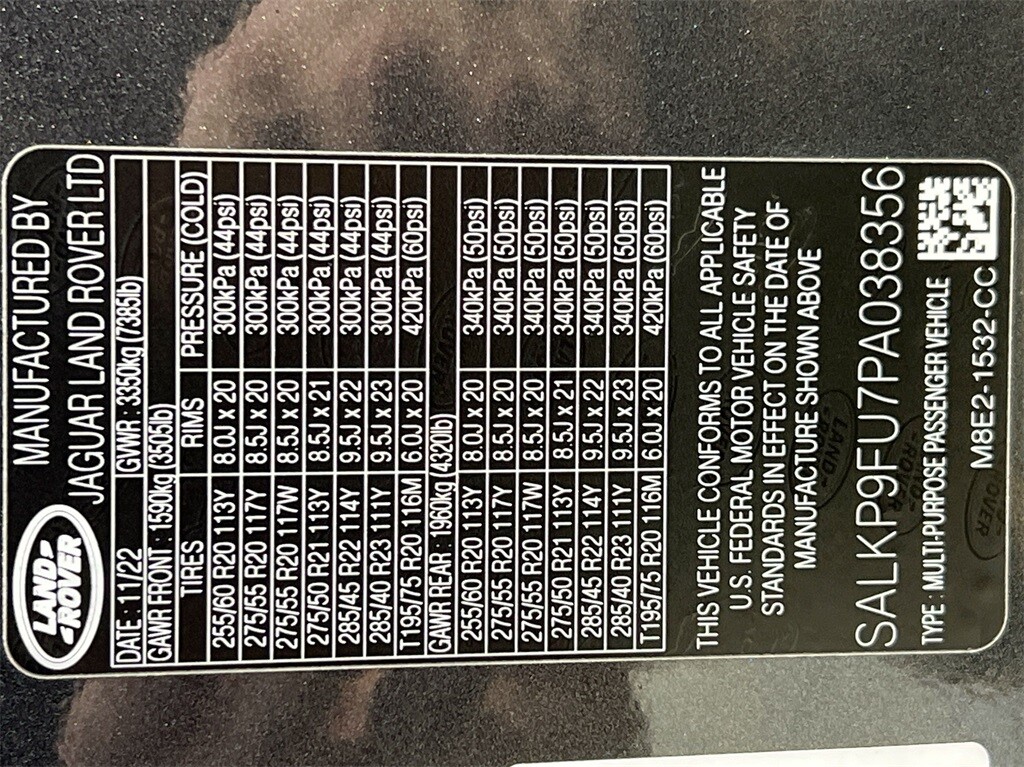 LAND-
-ROVER
MANUFACTURED BY
JAGUAR LAND ROVER LTD
DATE : 11/22 GVWR : 3350kg (7385lb)
GAWR FRONT : 1590kg (3505lb)
TIRES RIMS PRESSURE (COLD)
255/60 R20 113Y 8.0J x 20 300kPa (44psi)
275/55 R20 117Y 8.5J x 20 300kPa (44psi)
275/55 R20 117W 8.5J x 20 300kPa (44psi)
275/50 R21 113Y 8.5J x 21 300kPa (44psi)
285/45 R22 114Y 9.5J x 22 300kPa (44psi)
285/40 R23 111Y 9.5J x 23 300kPa (44psi)
T195/75 R20 116M 6.0J x 20 420kPa (60psi)
GAWR REAR : 1960kg (4320lb)
255/60 R20 113Y 8.0J x 20 340kPa (50psi)
275/55 R20 117Y 8.5J x 20 340kPa (50psi)
275/55 R20 117W 8.5J x 20 340kPa (50psi)
275/50 R21 113Y 8.5J x 21 340kPa (50psi)
285/45 R22 114Y 9.5J x 22 340kPa (50psi)
285/40 R23 111Y 9.5J x 23 340kPa (50psi)
T195/75 R20 116M 6.0J x 20 420kPa (60psi)
THIS VEHICLE CONFORMS TO ALL APPLICABLE
U.S. FEDERAL MOTOR VEHICLE SAFETY
STANDARDS IN EFFECT ON THE DATE OF
MANUFACTURE SHOWN ABOVE
SALKP9FU7PA038356
TYPE : MULTI-PURPOSE PASSENGER VEHICLE
M8E2-1532-CC